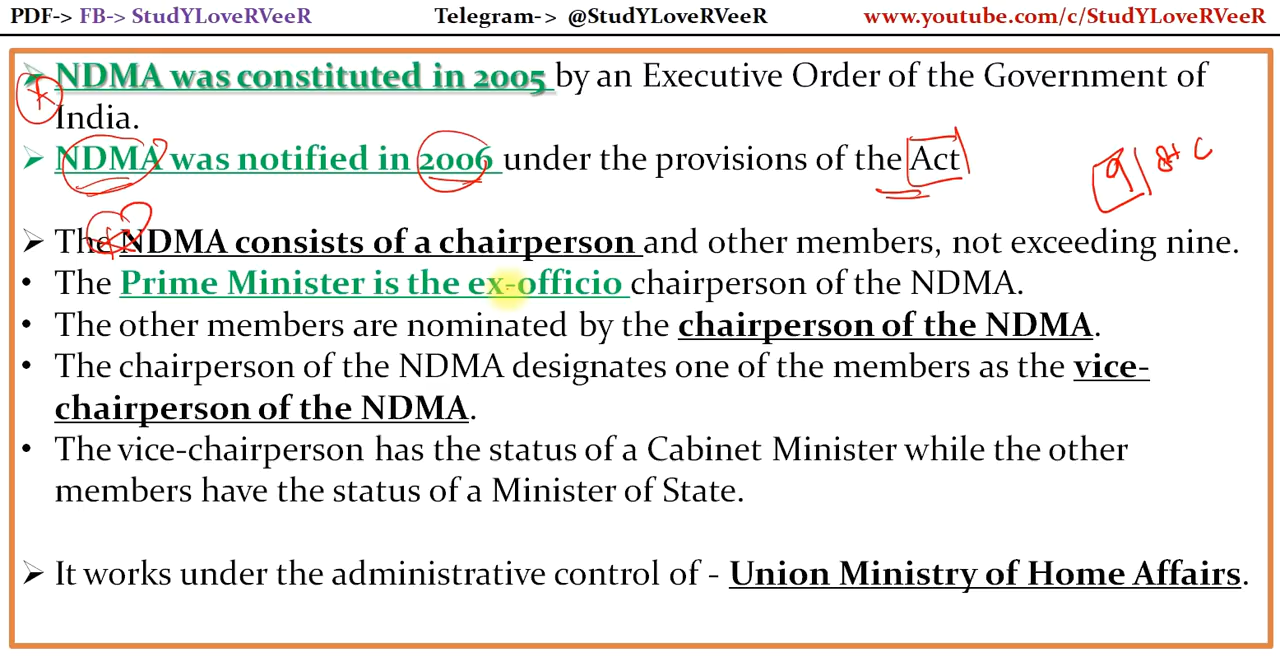 PDF-> FB-> StudYLoveRVeeR Telegram-> @StudYLoveRVeeR www.youtube.com/c/StudYLoveRVeeR
NDMA was constituted in 2005 by an Executive Order of the Government of
India.
NDMA was notified in 2006 under the provisions of the Act
9 8+ C
The NDMA consists of a chairperson and other members, not exceeding nine.
• The Prime Minister is the ex-officio chairperson of the NDMA.
• The other members are nominated by the chairperson of the NDMA.
• The chairperson of the NDMA designates one of the members as the vice-
chairperson of the NDMA.
• The vice-chairperson has the status of a Cabinet Minister while the other
members have the status of a Minister of State.
It works under the administrative control of - Union Ministry of Home Affairs.